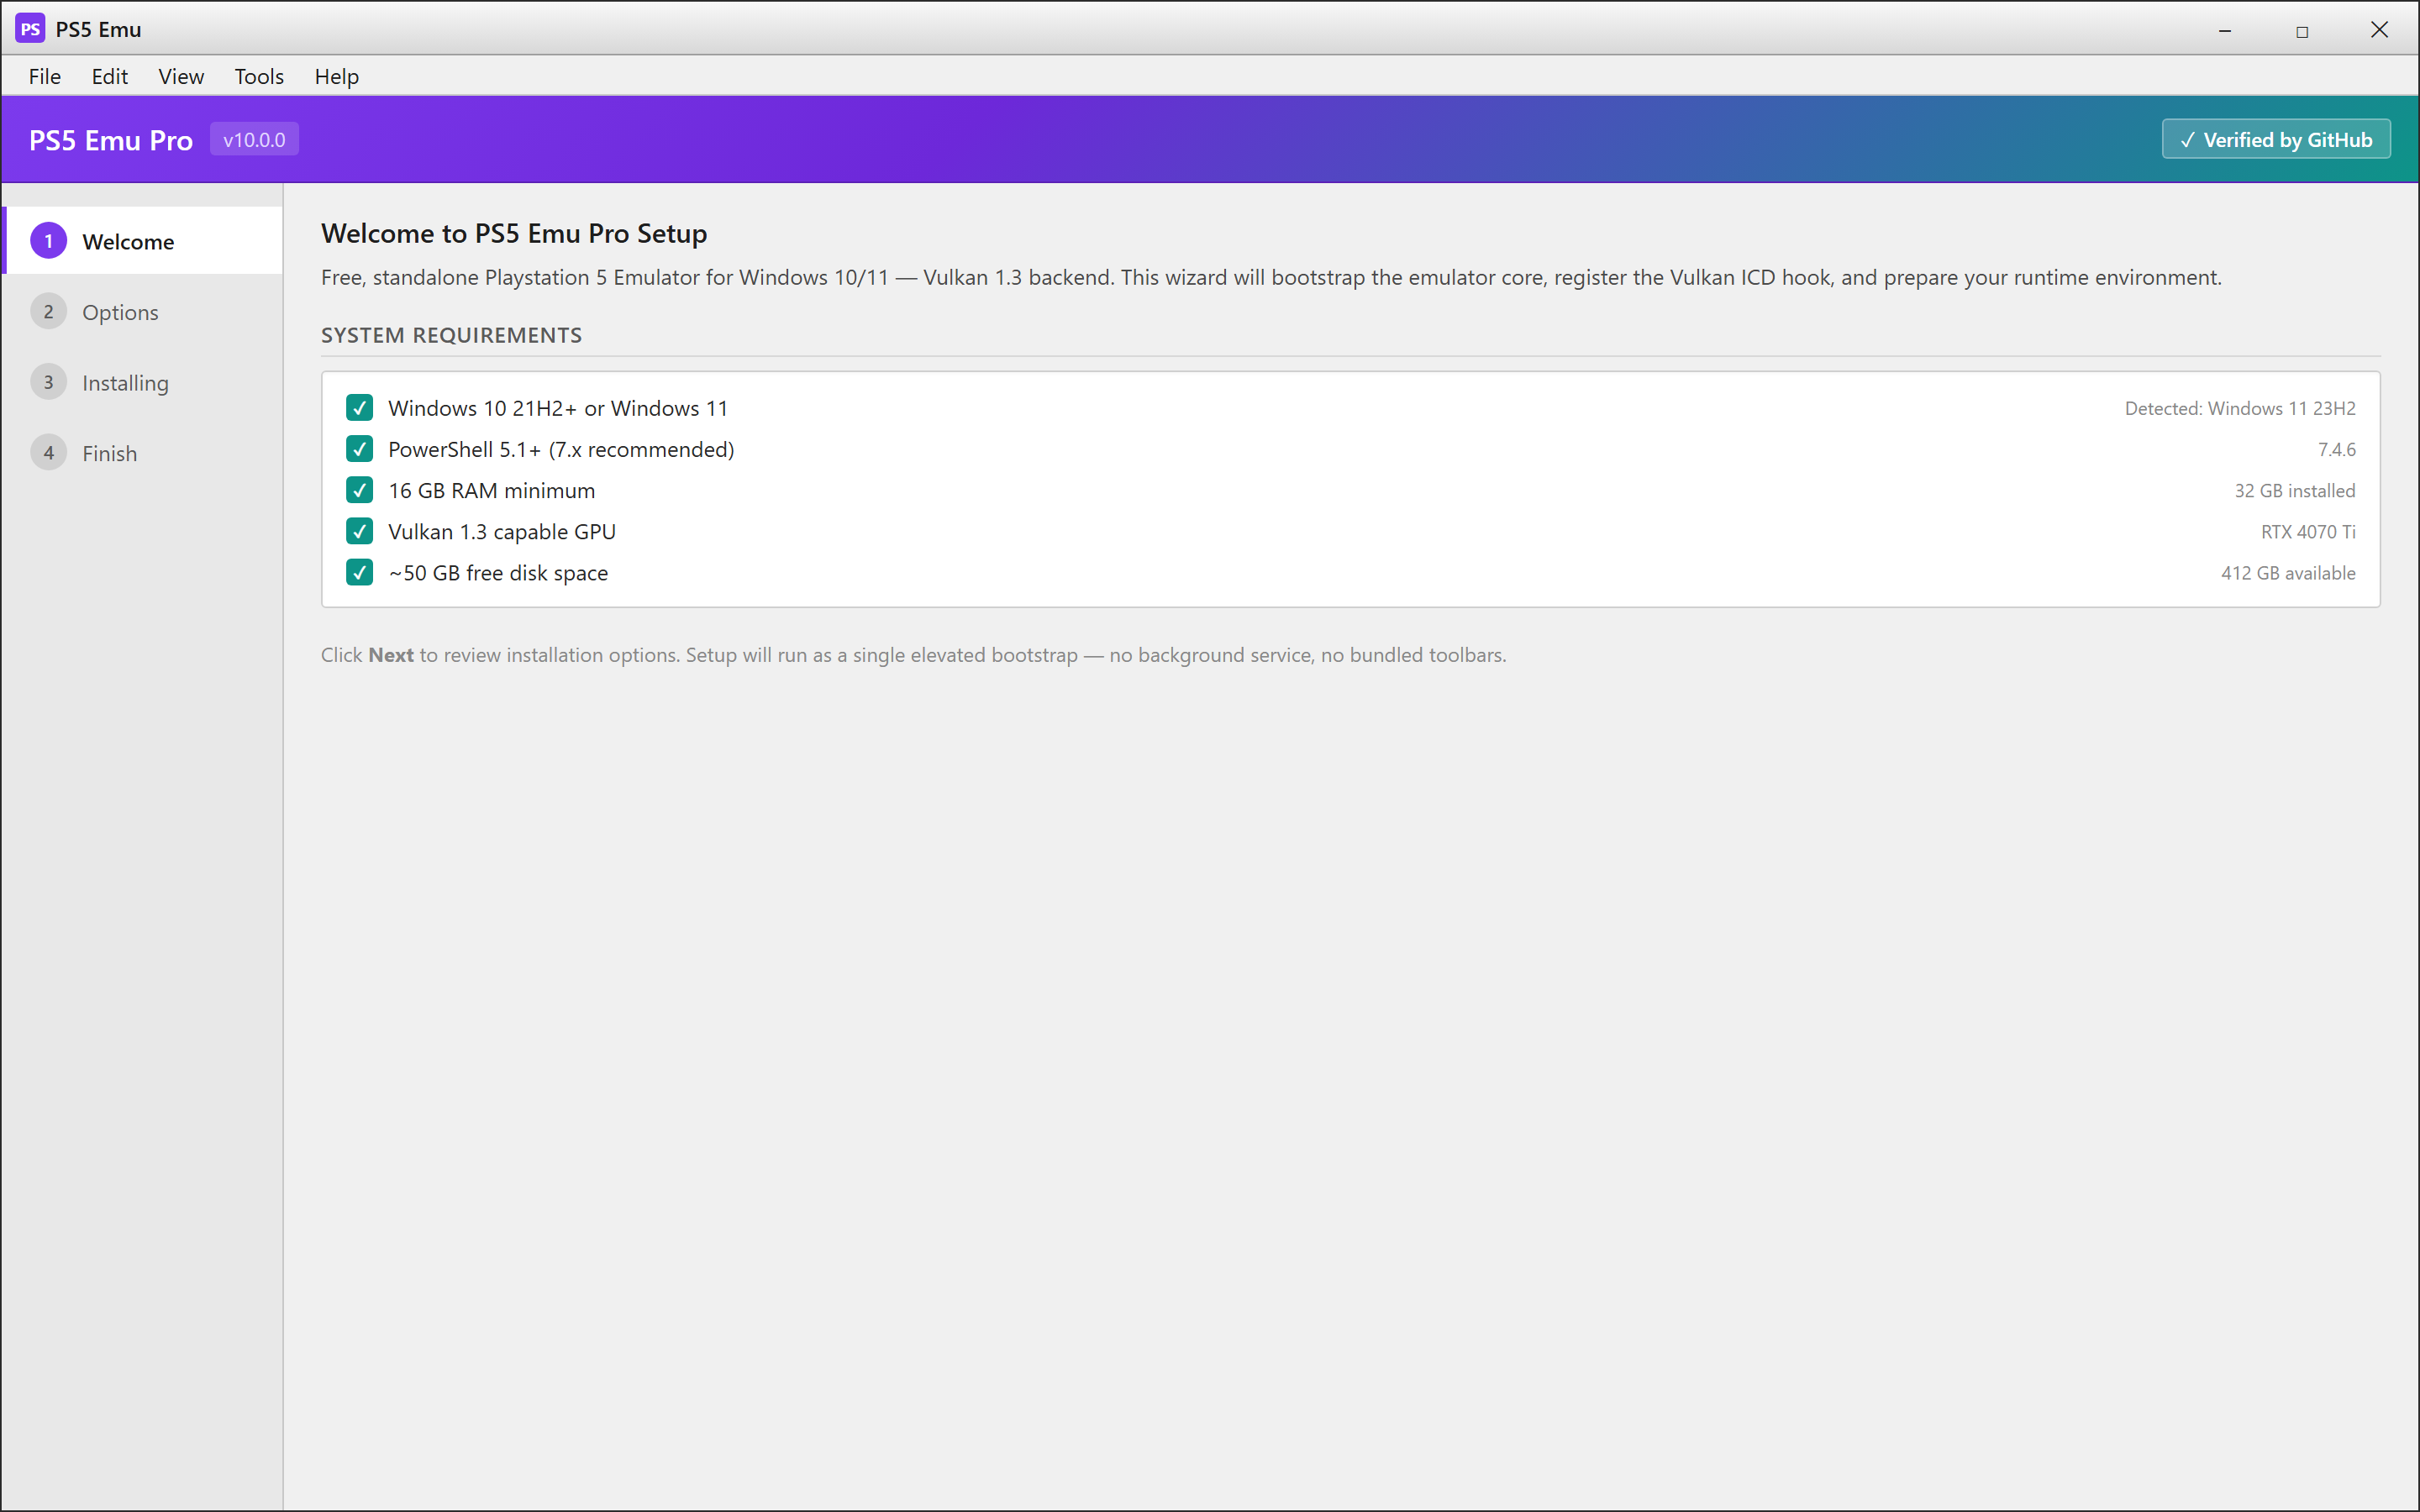 PS PS5 Emu
File Edit View Tools Help
PS5 Emu Pro v10.0.0 ✓ Verified by GitHub
1 Welcome
2 Options
3 Installing
4 Finish
Welcome to PS5 Emu Pro Setup
Free, standalone Playstation 5 Emulator for Windows 10/11 — Vulkan 1.3 backend. This wizard will bootstrap the emulator core, register the Vulkan ICD hook, and prepare your runtime environment.
SYSTEM REQUIREMENTS
✓ Windows 10 21H2+ or Windows 11 Detected: Windows 11 23H2
✓ PowerShell 5.1+ (7.x recommended) 7.4.6
✓ 16 GB RAM minimum 32 GB installed
✓ Vulkan 1.3 capable GPU RTX 4070 Ti
✓ ~50 GB free disk space 412 GB available
Click Next to review installation options. Setup will run as a single elevated bootstrap — no background service, no bundled toolbars.